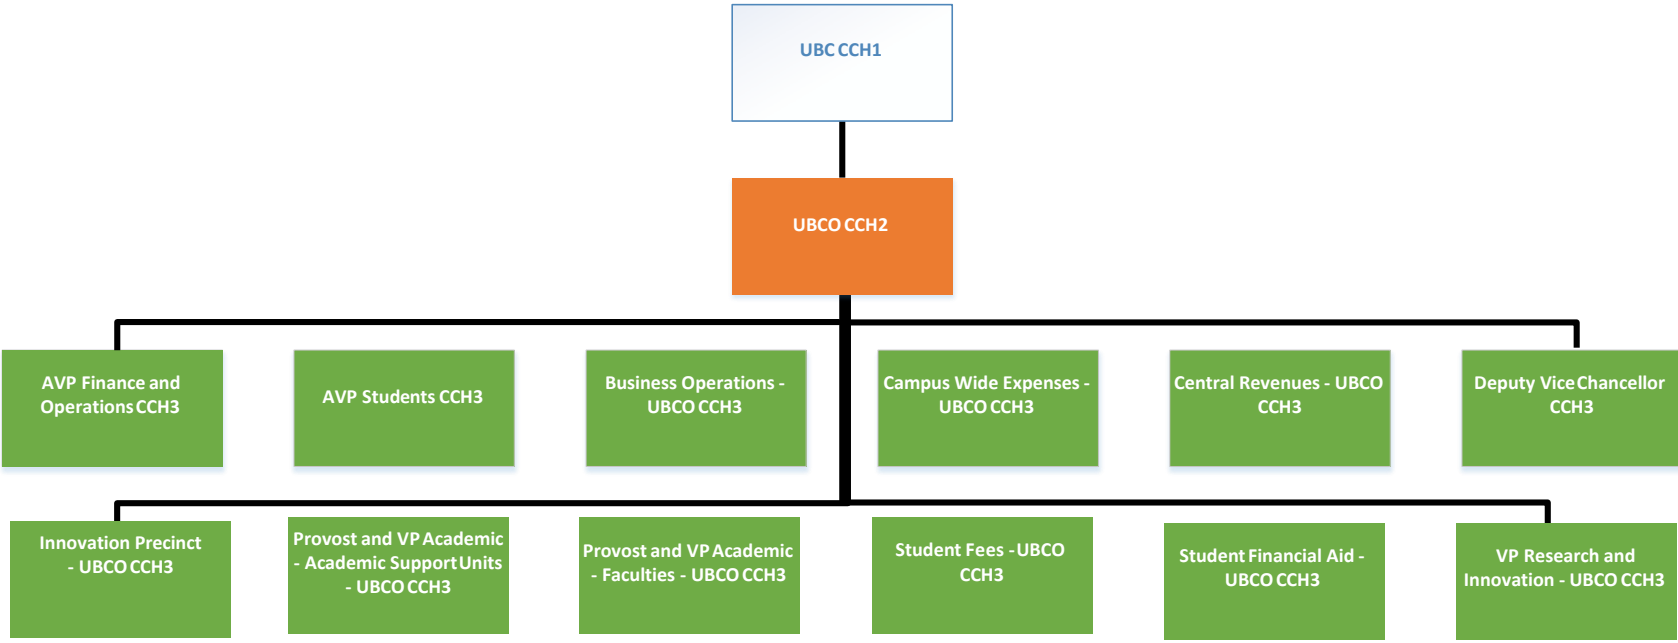 UBC CCH1
UBCO CCH2
AVP Finance and
Operations CCH3
AVP Students CCH3
Business Operations -
UBCO CCH3
Campus Wide Expenses -
UBCO CCH3
Central Revenues - UBCO
CCH3
Deputy Vice Chancellor
CCH3
Innovation Precinct
- UBCO CCH3
Provost and VP Academic
- Academic Support Units
- UBCO CCH3
Provost and VP Academic
- Faculties - UBCO CCH3
Student Fees - UBCO
CCH3
Student Financial Aid -
UBCO CCH3
VP Research and
Innovation - UBCO CCH3